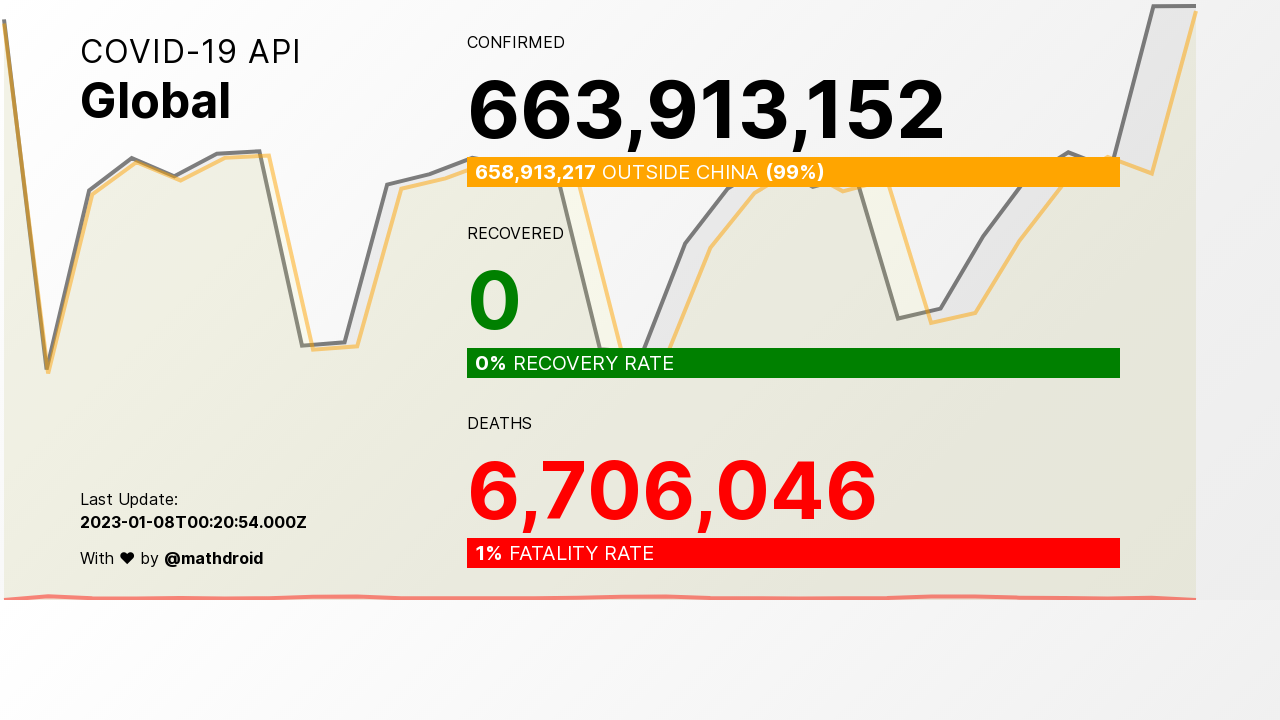 COVID-19 API
Global
CONFIRMED
663,913,152
658,913,217 OUTSIDE CHINA (99%)
RECOVERED
0
0% RECOVERY RATE
DEATHS
6,706,046
1% FATALITY RATE
Last Update:
2023-01-08T00:20:54.000Z
With ♥ by @mathdroid